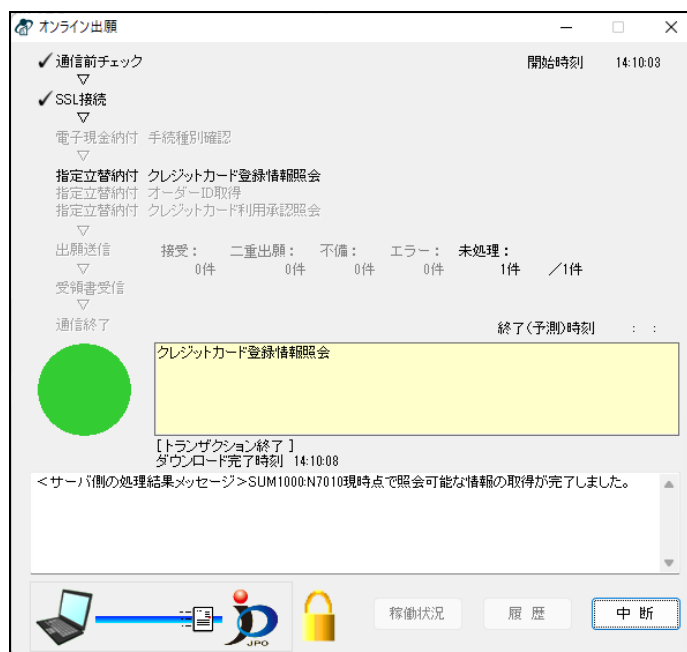 オンライン出願
✓通信前チェック 開始時刻 14:10:03
▽
✓SSL接続
▽
電子現金納付 手続種別確認
▽
指定立替納付 クレジットカード登録情報照会
指定立替納付 オーダーID取得
指定立替納付 クレジットカード利用承認照会
▽
出願送信 接受： 二重出願： 不備： エラー： 未処理：
▽ 0件 0件 0件 0件 1件 ／1件
受領書受信
▽
通信終了 終了(予測)時刻 : :
クレジットカード登録情報照会
[トランザクション終了]
ダウンロード完了時刻 14:10:08
＜サーバ側の処理結果メッセージ＞SUM1000:N7010現時点で照会可能な情報の取得が完了しました。
JPO
稼働状況 履 歴 中 断